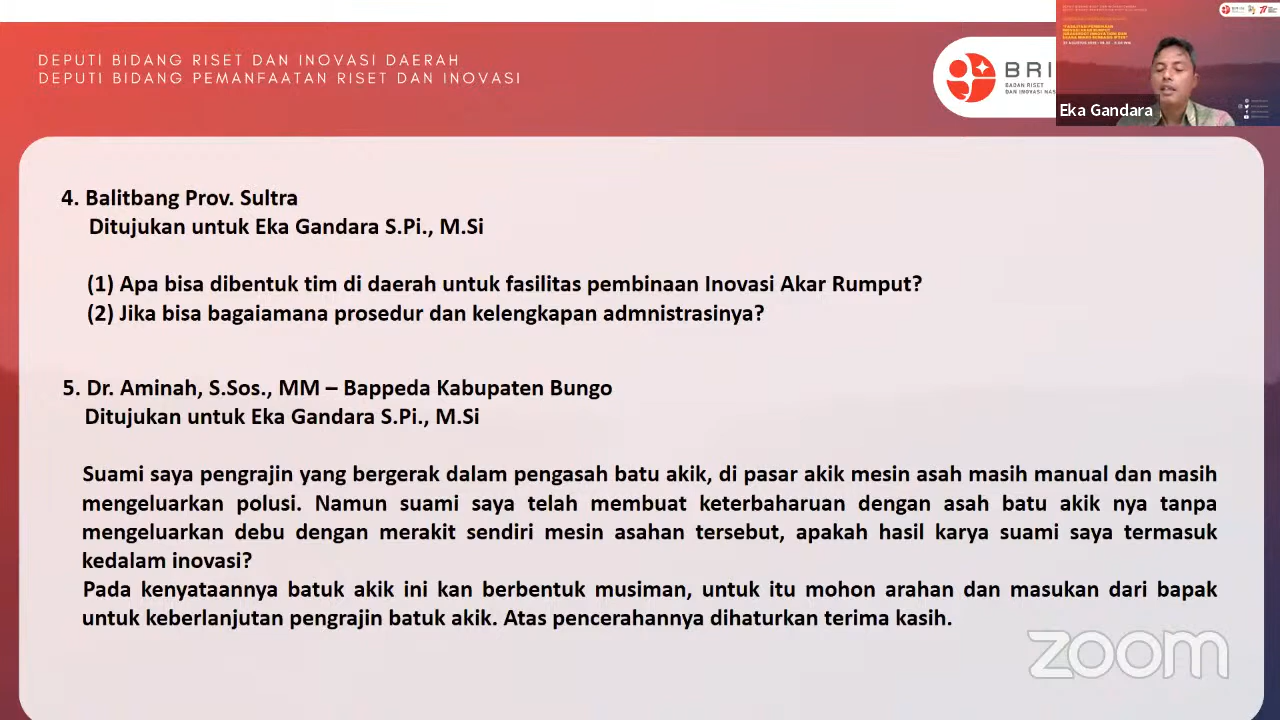 DEPUTI BIDANG RISET DAN INOVASI DAERAH
DEPUTI BIDANG PEMANFAATAN RISET DAN INOVASI
BRI
BADAN RISET
DAN INOVASI NAS
Eka Gandara
4. Balitbang Prov. Sultra
Ditujukan untuk Eka Gandara S.Pi., M.Si
(1) Apa bisa dibentuk tim di daerah untuk fasilitas pembinaan Inovasi Akar Rumput?
(2) Jika bisa bagaiamana prosedur dan kelengkapan admnistrasinya?
5. Dr. Aminah, S.Sos., MM – Bappeda Kabupaten Bungo
Ditujukan untuk Eka Gandara S.Pi., M.Si
Suami saya pengrajin yang bergerak dalam pengasah batu akik, di pasar akik mesin asah masih manual dan masih
mengeluarkan polusi. Namun suami saya telah membuat keterbaharuan dengan asah batu akik nya tanpa
mengeluarkan debu dengan merakit sendiri mesin asahan tersebut, apakah hasil karya suami saya termasuk
kedalam inovasi?
Pada kenyataannya batuk akik ini kan berbentuk musiman, untuk itu mohon arahan dan masukan dari bapak
untuk keberlanjutan pengrajin batuk akik. Atas pencerahannya dihaturkan terima kasih.
zoom